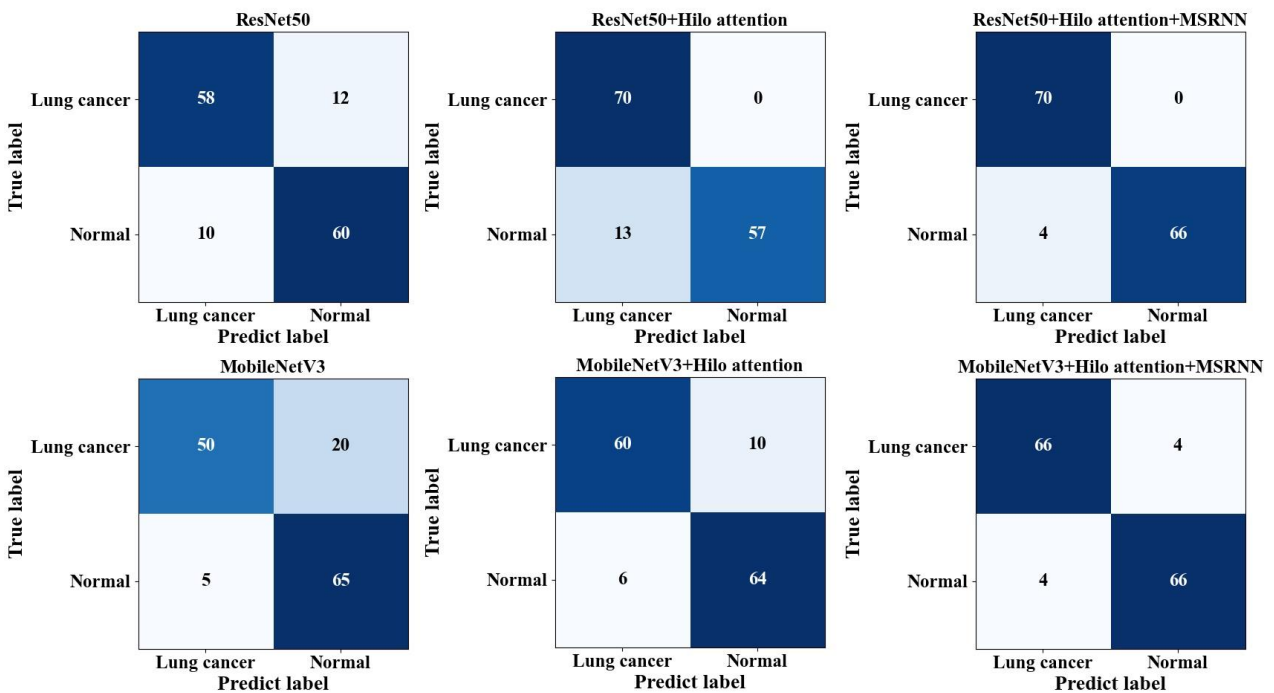 ResNet50
Lung cancer
58
12
Normal
10
60
True label
Lung cancer
Normal
Predict label
ResNet50+Hilo attention
Lung cancer
70
0
Normal
13
57
True label
Lung cancer
Normal
Predict label
ResNet50+Hilo attention+MSRNN
Lung cancer
70
0
Normal
4
66
True label
Lung cancer
Normal
Predict label
MobileNetV3
Lung cancer
50
20
Normal
5
65
True label
Lung cancer
Normal
Predict label
MobileNetV3+Hilo attention
Lung cancer
60
10
Normal
6
64
True label
Lung cancer
Normal
Predict label
MobileNetV3+Hilo attention+MSRNN
Lung cancer
66
4
Normal
4
66
True label
Lung cancer
Normal
Predict label